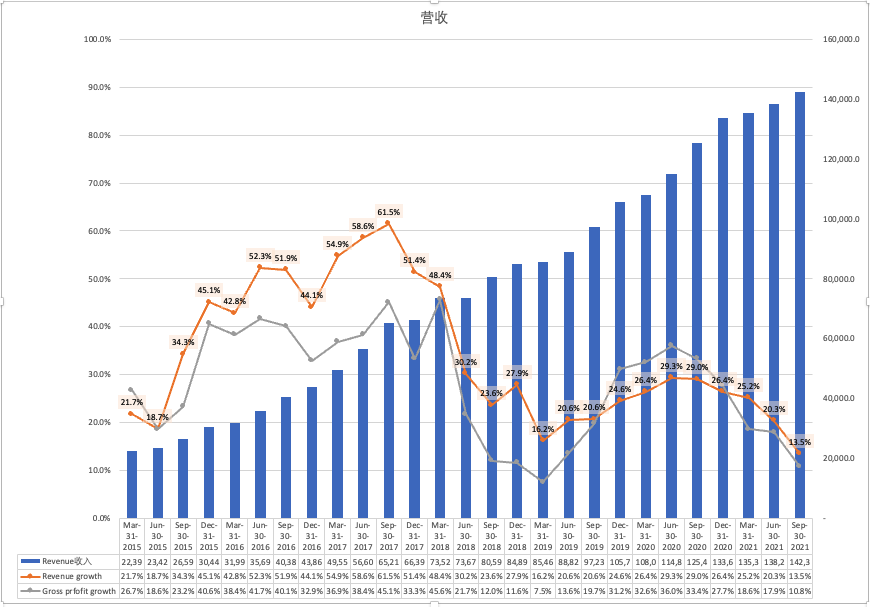 营收
100.0%
90.0%
80.0%
70.0%
60.0%
50.0%
40.0%
30.0%
20.0%
10.0%
0.0%
160,000.0
140,000.0
120,000.0
100,000.0
80,000.0
60,000.0
40,000.0
20,000.0
-
21.7% 18.7% 34.3% 45.1% 42.8% 52.3% 51.9% 44.1% 54.9% 58.6% 61.5% 51.4% 48.4% 30.2% 23.6% 27.9% 16.2% 20.6% 20.6% 24.6% 26.4% 29.3% 29.0% 26.4% 25.2% 20.3% 13.5%
Mar- Jun- Sep- Dec- Mar- Jun- Sep- Dec- Mar- Jun- Sep- Dec- Mar- Jun- Sep- Dec- Mar- Jun- Sep- Dec- Mar- Jun- Sep- Dec- Mar- Jun- Sep-
31- 30- 30- 31- 31- 30- 30- 31- 31- 30- 30- 31- 31- 30- 30- 31- 31- 30- 30- 31- 31- 30- 30- 31- 31- 30- 30-
2015 2015 2015 2015 2016 2016 2016 2016 2017 2017 2017 2017 2018 2018 2018 2018 2019 2019 2019 2019 2020 2020 2020 2020 2021 2021 2021
Revenue收入 22,39 23,42 26,59 30,44 31,99 35,69 40,38 43,86 49,55 56,60 65,21 66,39 73,52 73,67 80,59 84,89 85,46 88,82 97,23 105,7 108,0 114,8 125,4 133,6 135,3 138,2 142,3
Revenue growth 21.7% 18.7% 34.3% 45.1% 42.8% 52.3% 51.9% 44.1% 54.9% 58.6% 61.5% 51.4% 48.4% 30.2% 23.6% 27.9% 16.2% 20.6% 20.6% 24.6% 26.4% 29.3% 29.0% 26.4% 25.2% 20.3% 13.5%
Gross prfofit growth 26.7% 18.6% 23.2% 40.6% 38.4% 41.7% 40.1% 32.9% 36.9% 38.4% 45.1% 33.3% 45.6% 21.7% 12.0% 11.6% 7.5% 13.6% 19.7% 31.2% 32.6% 36.0% 33.4% 27.7% 18.6% 17.9% 10.8%